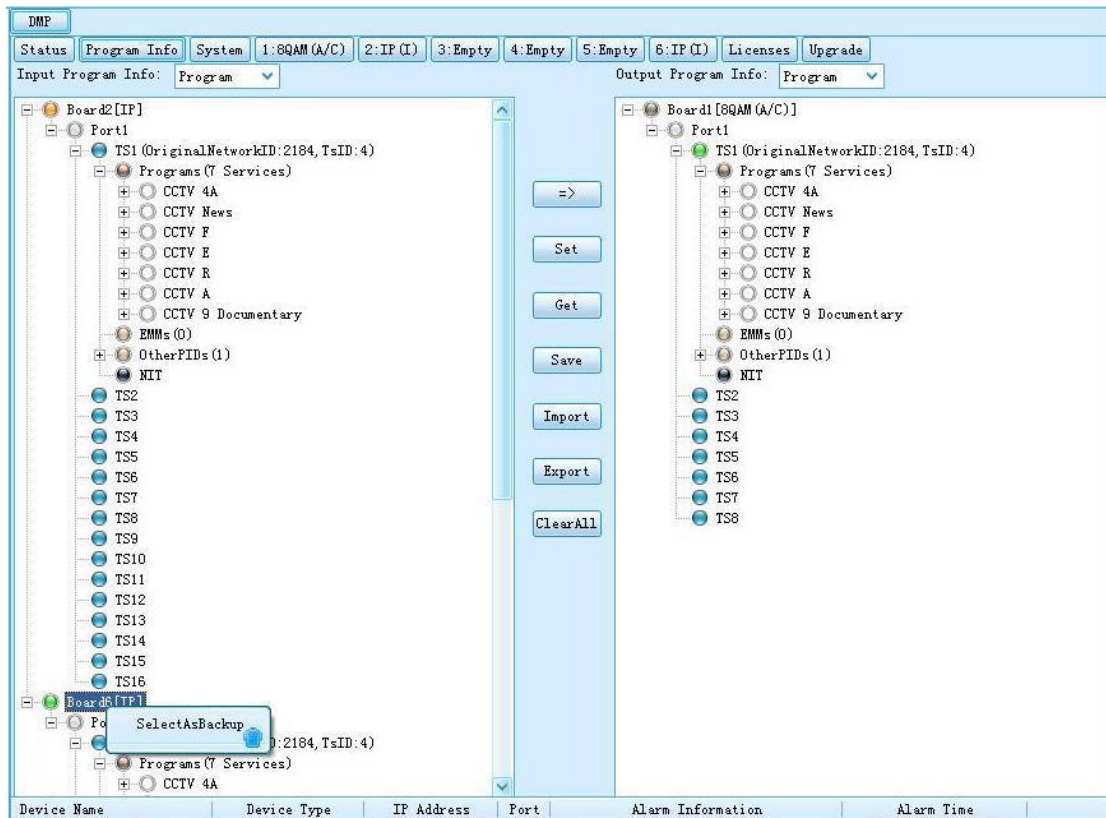 DMP
Status Program Info System 1:8QAM(A/C) 2:IP(I) 3:Empty 4:Empty 5:Empty 6:IP(I) Licenses Upgrade
Input Program Info: Program
Output Program Info: Program
Board2[IP]
Port1
TS1(OriginalNetworkID:2184,TsID:4)
Programs(7 Services)
CCTV 4A
CCTV News
CCTV F
CCTV E
CCTV R
CCTV A
CCTV 9 Documentary
EMMs(0)
OtherPIDs(1)
NIT
TS2
TS3
TS4
TS5
TS6
TS7
TS8
TS9
TS10
TS11
TS12
TS13
TS14
TS15
TS16
Board6[IP]
Po
SelectAsBackup
D:2184,TsID:4)
Programs(7 Services)
CCTV 4A
=>
Set
Get
Save
Import
Export
ClearAll
Board1[8QAM(A/C)]
Port1
TS1(OriginalNetworkID:2184,TsID:4)
Programs(7 Services)
CCTV 4A
CCTV News
CCTV F
CCTV E
CCTV R
CCTV A
CCTV 9 Documentary
EMMs(0)
OtherPIDs(1)
NIT
TS2
TS3
TS4
TS5
TS6
TS7
TS8
Device Name Device Type IP Address Port Alarm Information Alarm Time